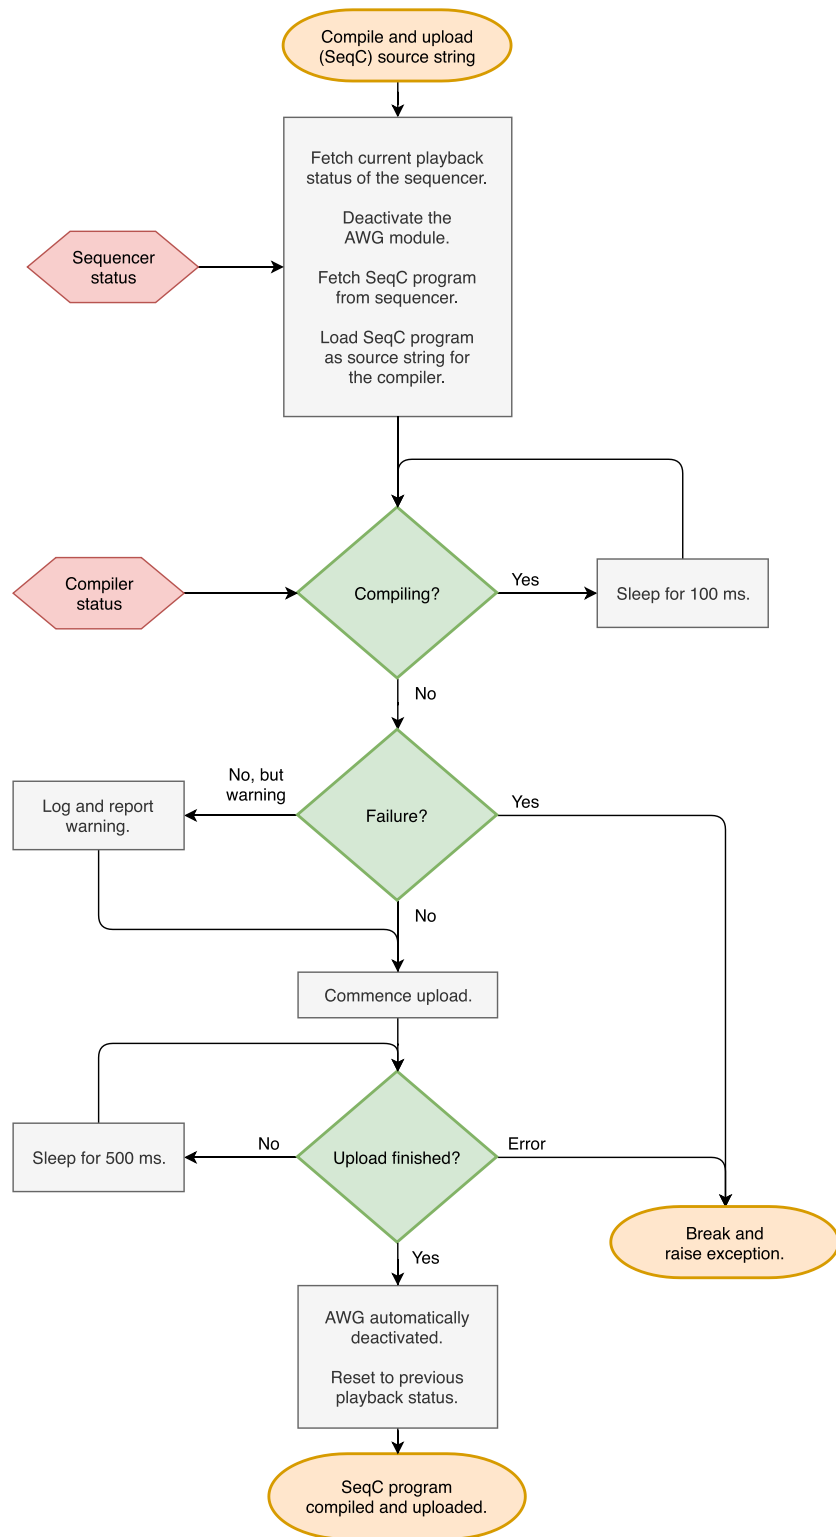 Compile and upload
(SeqC) source string
Fetch current playback
status of the sequencer.
Deactivate the
AWG module.
Fetch SeqC program
from sequencer.
Load SeqC program
as source string for
the compiler.
Sequencer
status
Compiler
status
Compiling?
Yes
Sleep for 100 ms.
No
No, but
warning
Log and report
warning.
Failure?
Yes
No
Commence upload.
Sleep for 500 ms.
No
Upload finished?
Error
Break and
raise exception.
Yes
AWG automatically
deactivated.
Reset to previous
playback status.
SeqC program
compiled and uploaded.